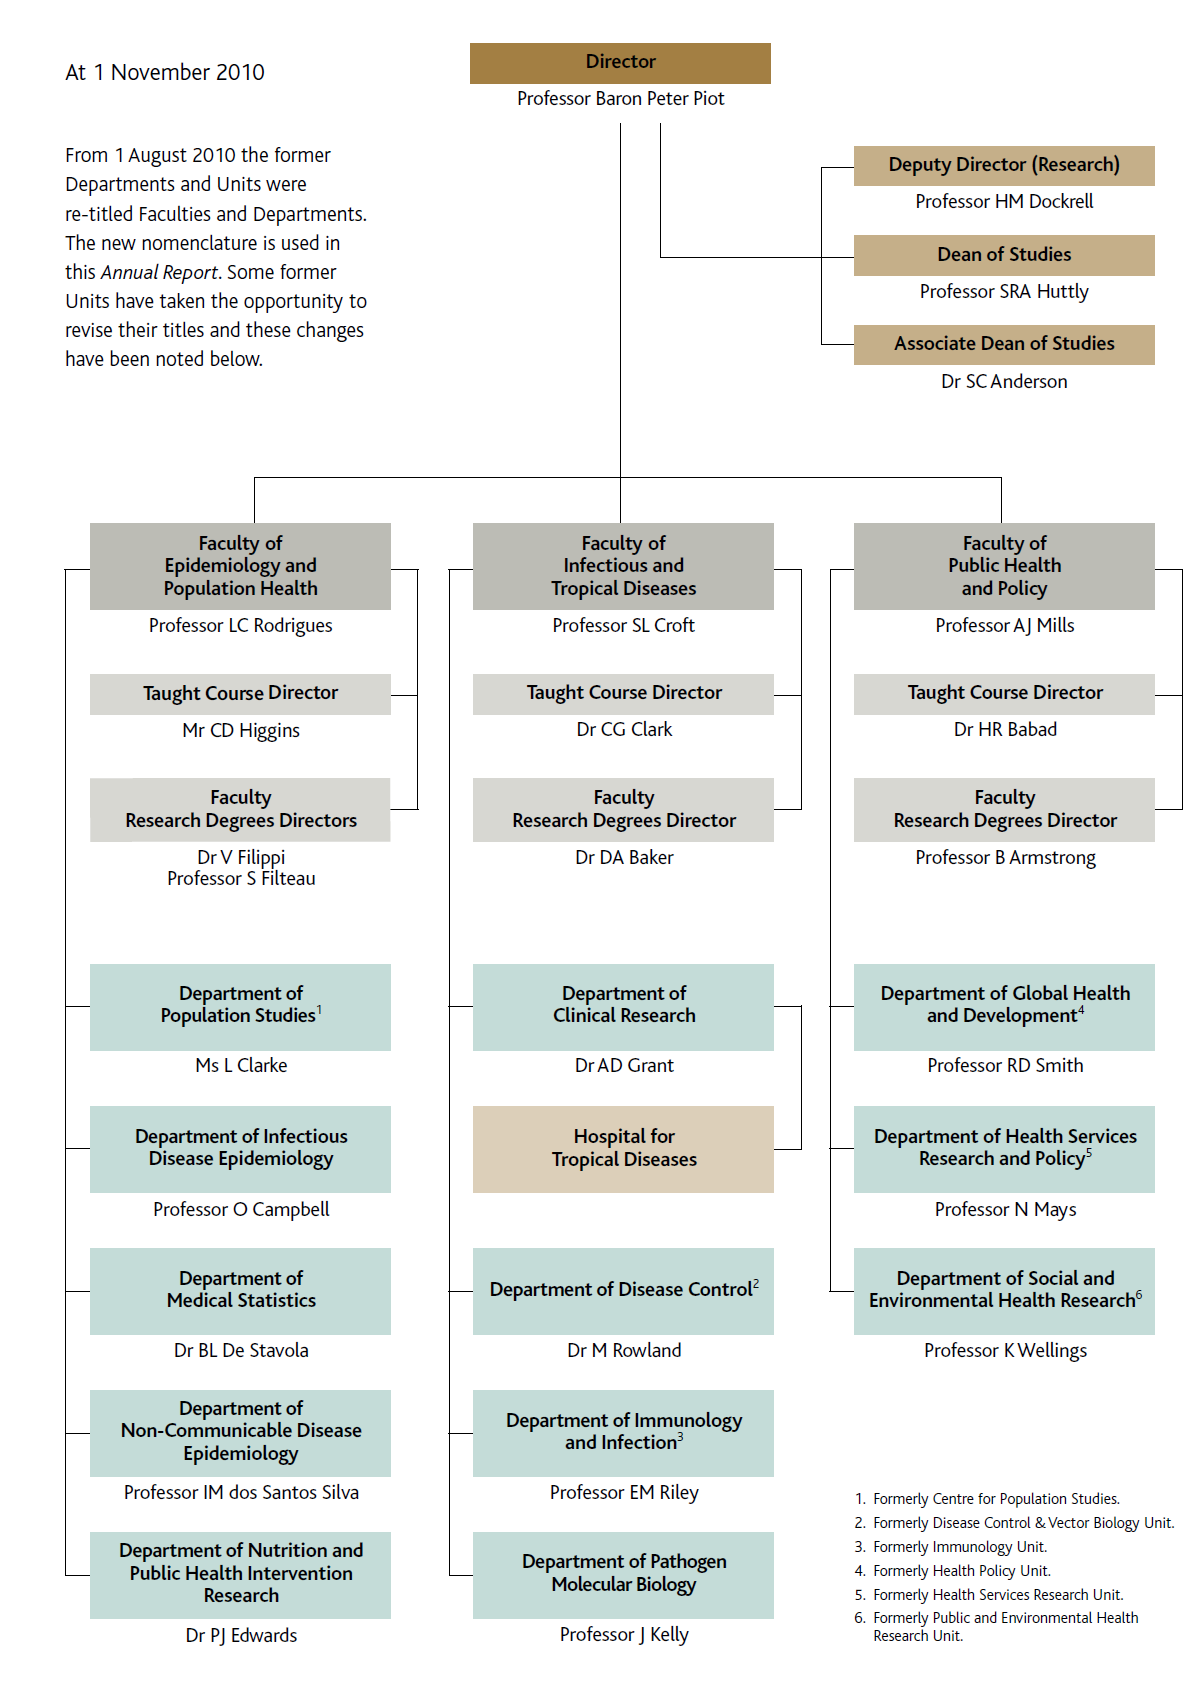 At 1 November 2010
From 1 August 2010 the former
Departments and Units were
re-titled Faculties and Departments.
The new nomenclature is used in
this Annual Report. Some former
Units have taken the opportunity to
revise their titles and these changes
have been noted below.
Director
Professor Baron Peter Piot
Deputy Director (Research)
Professor HM Dockrell
Dean of Studies
Professor SRA Huttly
Associate Dean of Studies
Dr SC Anderson
Faculty of
Epidemiology and
Population Health
Professor LC Rodrigues
Taught Course Director
Mr CD Higgins
Faculty
Research Degrees Directors
Dr V Filippi
Professor S Filteau
Department of
Population Studies1
Ms L Clarke
Department of Infectious
Disease Epidemiology
Professor O Campbell
Department of
Medical Statistics
Dr BL De Stavola
Department of
Non-Communicable Disease
Epidemiology
Professor IM dos Santos Silva
Department of Nutrition and
Public Health Intervention
Research
Dr PJ Edwards
Faculty of
Infectious and
Tropical Diseases
Professor SL Croft
Taught Course Director
Dr CG Clark
Faculty
Research Degrees Director
Dr DA Baker
Department of
Clinical Research
Dr AD Grant
Hospital for
Tropical Diseases
Department of Disease Control2
Dr M Rowland
Department of Immunology
and Infection3
Professor EM Riley
Department of Pathogen
Molecular Biology
Professor J Kelly
Faculty of
Public Health
and Policy
Professor AJ Mills
Taught Course Director
Dr HR Babad
Faculty
Research Degrees Director
Professor B Armstrong
Department of Global Health
and Development4
Professor RD Smith
Department of Health Services
Research and Policy5
Professor N Mays
Department of Social and
Environmental Health Research6
Professor K Wellings
1. Formerly Centre for Population Studies.
2. Formerly Disease Control & Vector Biology Unit.
3. Formerly Immunology Unit.
4. Formerly Health Policy Unit.
5. Formerly Health Services Research Unit.
6. Formerly Public and Environmental Health
Research Unit.